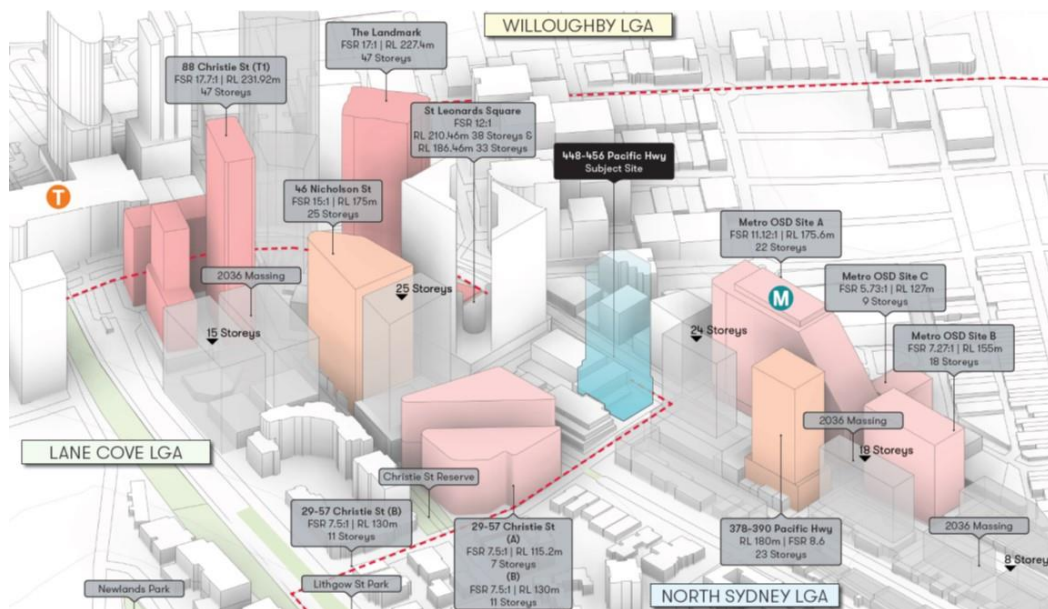 WILLOUGHBY LGA
The Landmark
FSR 17:1 | RL 227.4m
47 Storeys
88 Christie St (T1)
FSR 17.7:1 | RL 231.92m
47 Storeys
St Leonards Square
FSR 12:1
RL 210.46m 38 Storeys &
RL 186.46m 33 Storeys
448-456 Pacific Hwy
Subject Site
T
46 Nicholson St
FSR 15:1 | RL 175m
25 Storeys
Metro OSD Site A
FSR 11.12:1 | RL 175.6m
22 Storeys
2036 Massing
25 Storeys
M
Metro OSD Site C
FSR 5.73:1 | RL 127m
9 Storeys
15 Storeys
24 Storeys
Metro OSD Site B
FSR 7.27:1 | RL 155m
18 Storeys
2036 Massing
LANE COVE LGA
18 Storeys
Christie St Reserve
29-57 Christie St (B)
FSR 7.5:1 | RL 130m
11 Storeys
29-57 Christie St
(A)
FSR 7.5:1 | RL 115.2m
7 Storeys
(B)
FSR 7.5:1 | RL 130m
11 Storeys
378-390 Pacific Hwy
RL 180m | FSR 8.6
23 Storeys
2036 Massing
8 Storeys
Newlands Park
Lithgow St Park
NORTH SYDNEY LGA